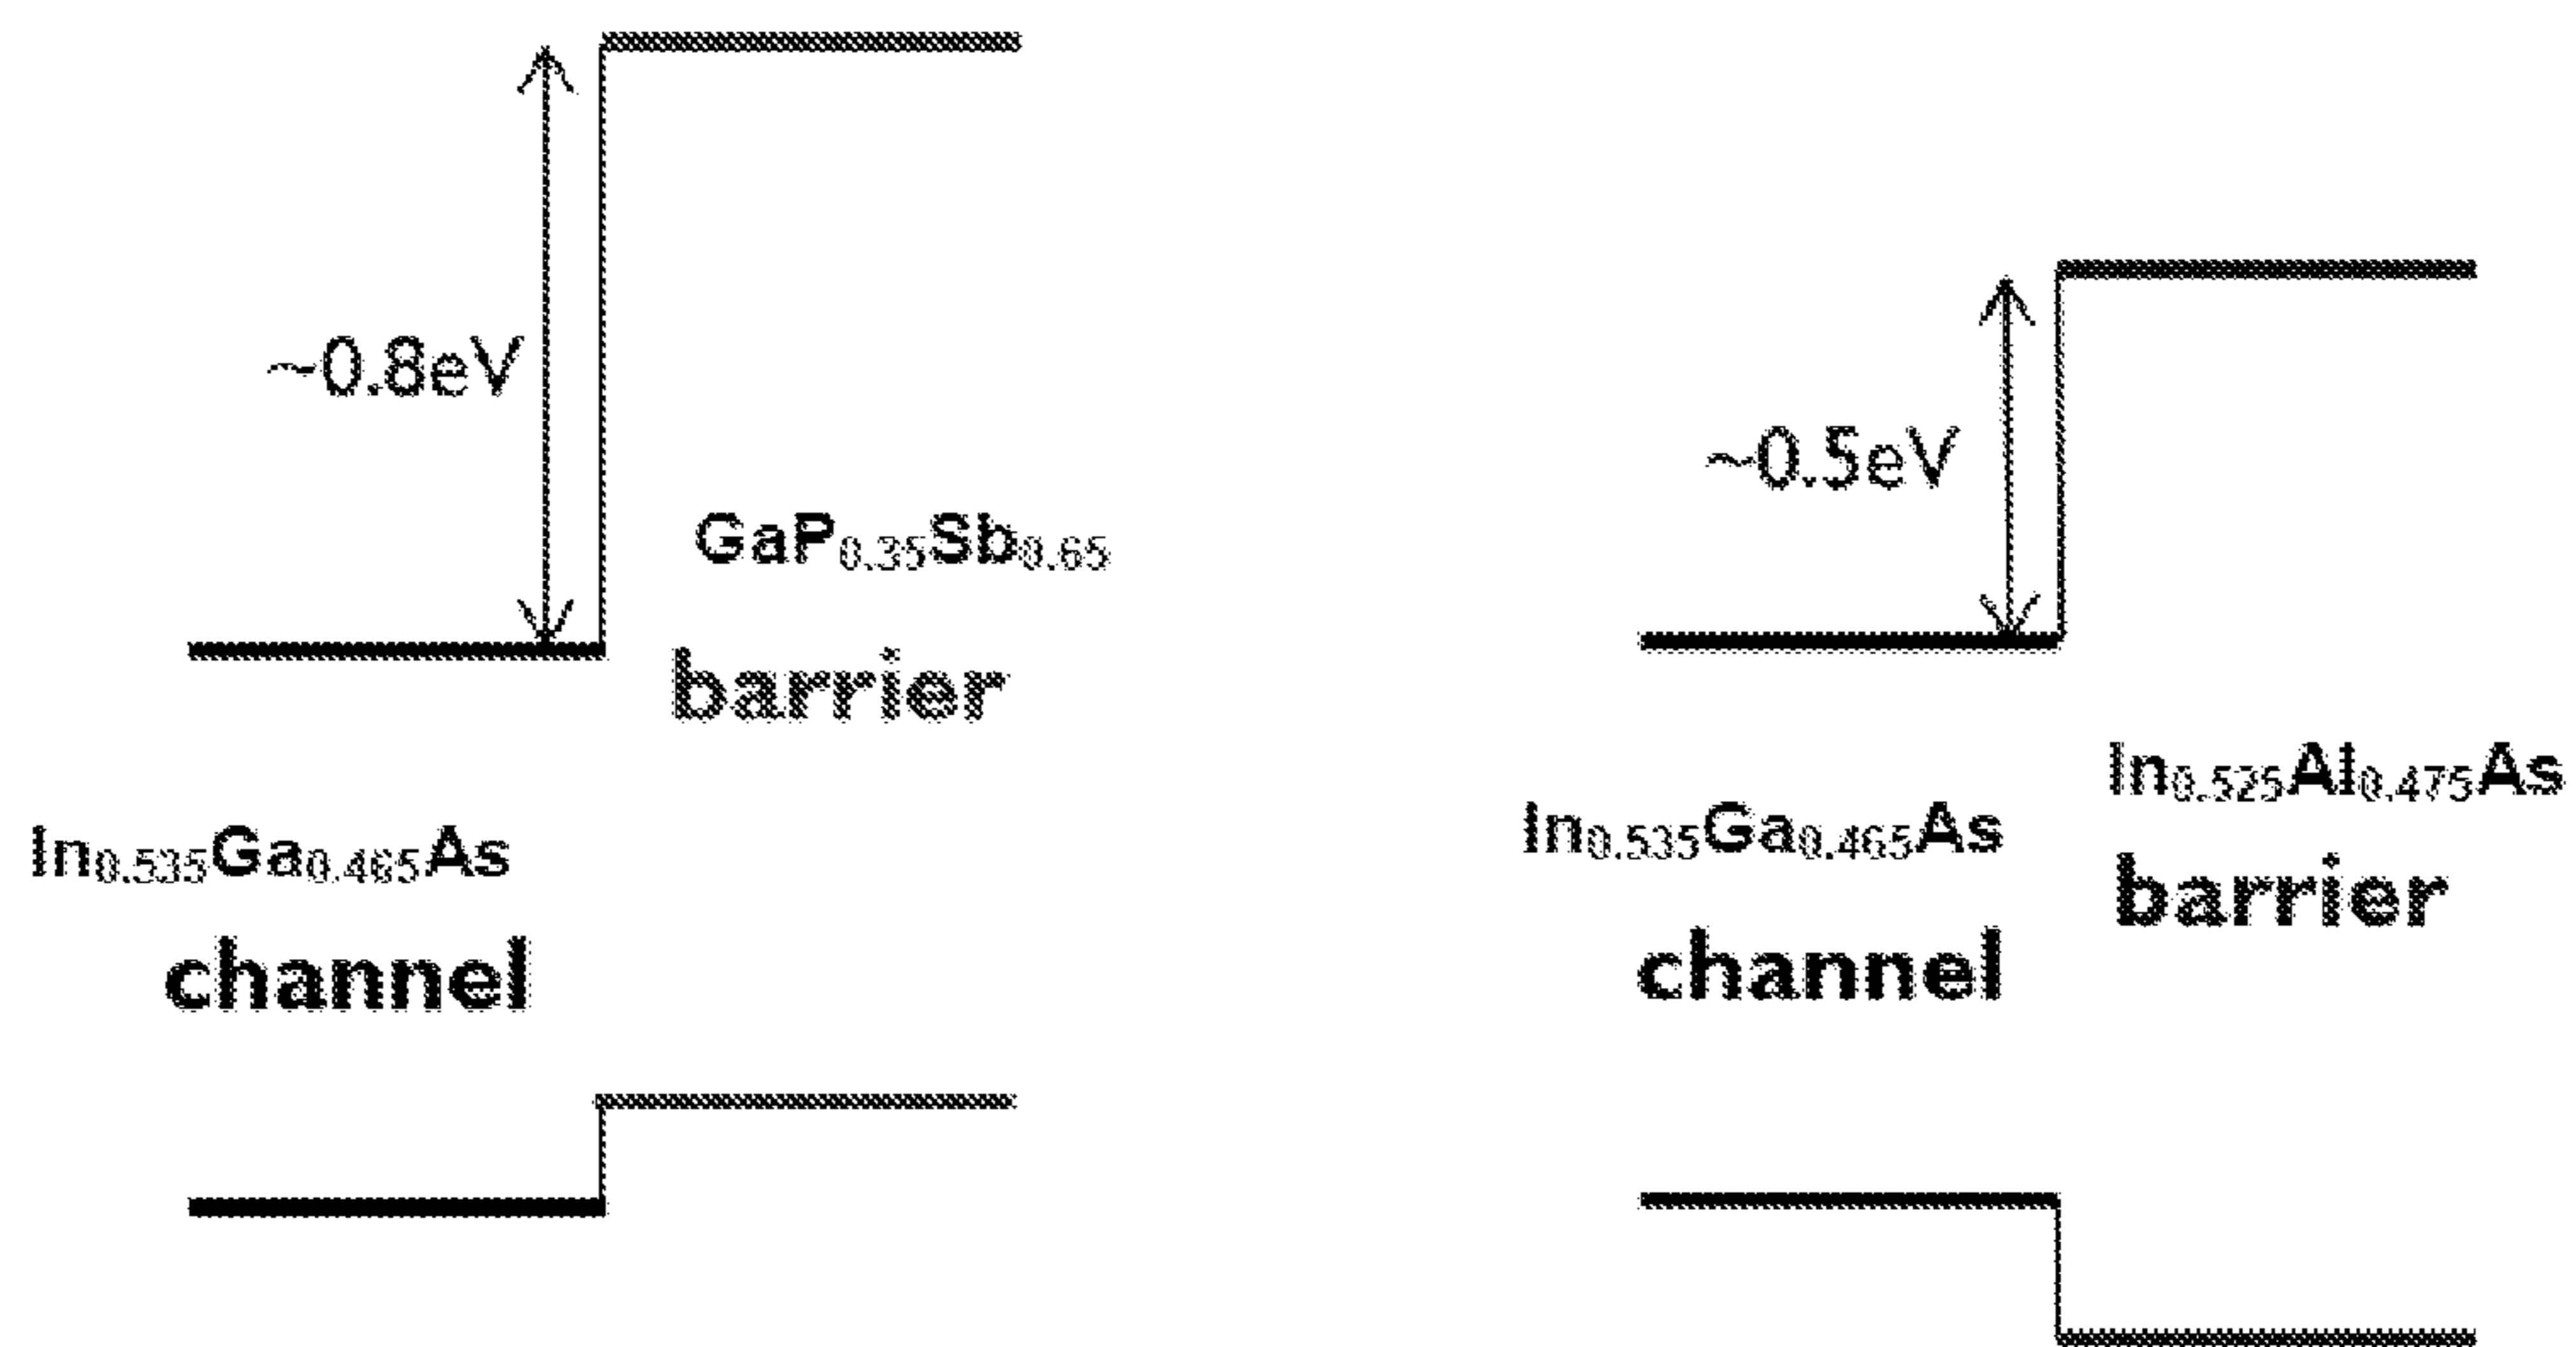 ~0.8eV
GaP0.35Sb0.65
barrier
In0.535Ga0.465As
channel
~0.5eV
In0.525Al0.475As
barrier
In0.535Ga0.465As
channel